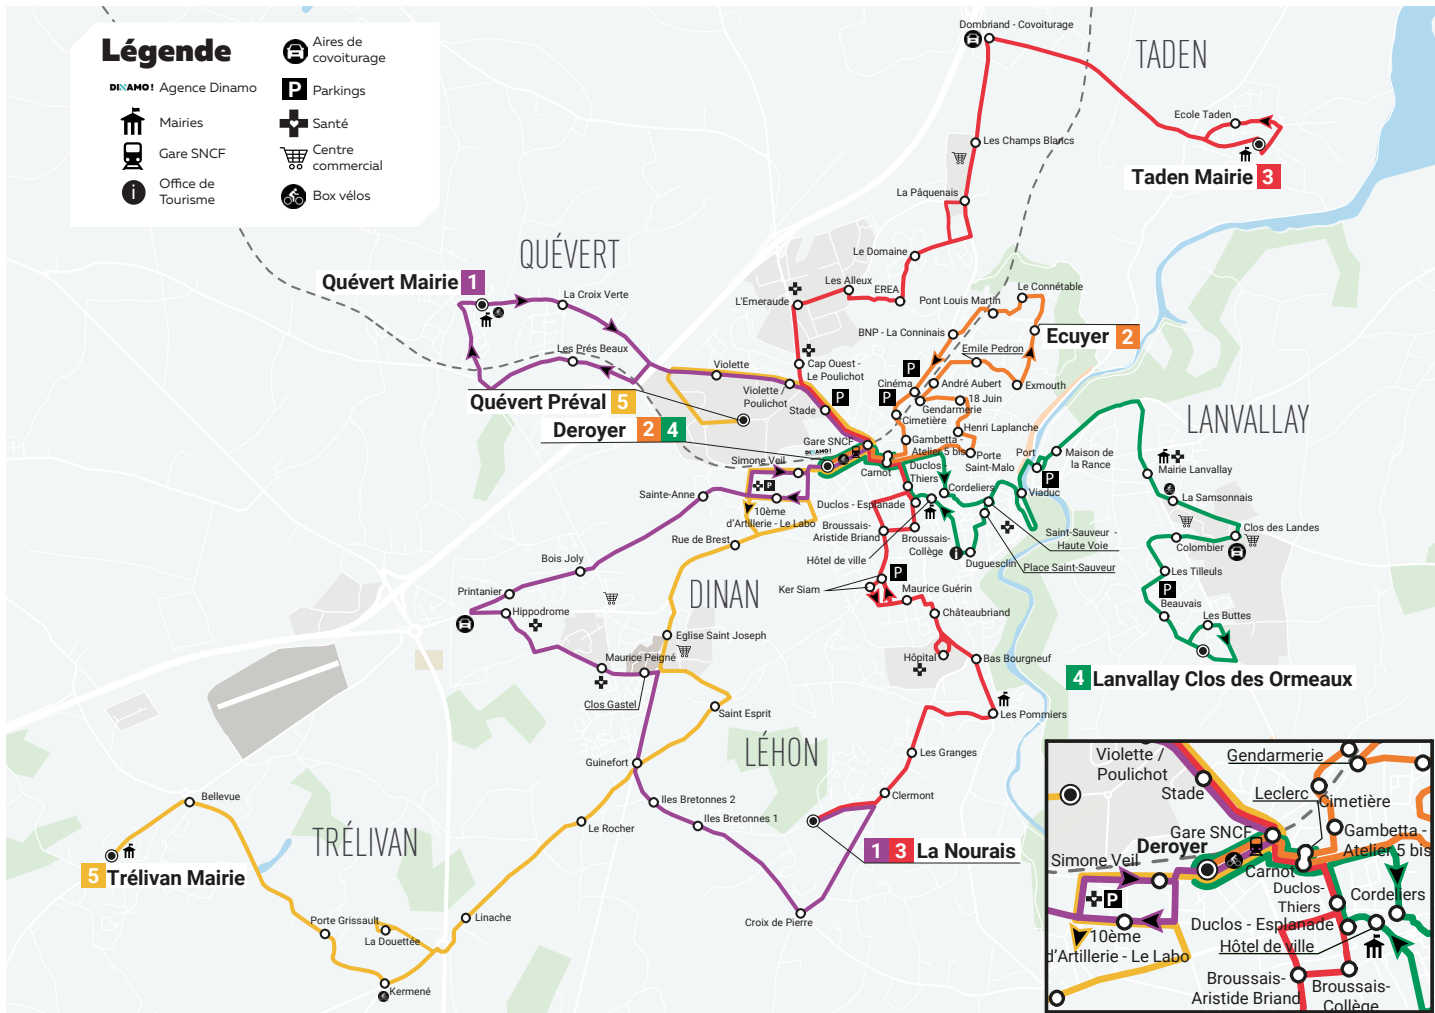 Légende
DINAMO! Agence Dinamo
Mairies
Gare SNCF
i
Office de
Tourisme
Aires de
covoiturage
P Parkings
Santé
Centre
commercial
Box vélos
Dombriand - Covoiturage
TADEN
Ecole Taden
Taden Mairie 3
Les Champs Blancs
La Pâquenais
Le Domaine
Les Alleux
EREA
L'Emeraude
QUÉVERT
Quévert Mairie 1
La Croix Verte
Les Prés Beaux
Violette
Violette /
Poulichot
Cap Ouest -
Le Poulichot
Stade
P
Quévert Préval 5
Deroyer 2 4
Pont Louis Martin
Le Connétable
BNP - La Conninais
Emile Pedron
Ecuyer 2
P
Cinéma
André Aubert
Exmouth
P
18 Juin
Gendarmerie
Cimetière
Henri Laplanche
Gambetta -
Atelier 5 bis
Porte
Saint-Malo
Gare SNCF
DINAMO!
Simone Veil
Carnot
Duclos -
Thiers
Cordeliers
Port
P
Viaduc
Maison de
la Rance
LANVALLAY
Mairie Lanvallay
La Samsonnais
Clos des Landes
Colombier
Les Tilleuls
P
Beauvais
Les Buttes
4 Lanvallay Clos des Ormeaux
Sainte-Anne
P
10ème
d'Artillerie - Le Labo
Rue de Brest
Duclos - Esplanade
Broussais-
Aristide Briand
Hôtel de ville
Broussais-
Collège
i
Duguesclin
Saint-Sauveur -
Haute Voie
Place Saint-Sauveur
Bois Joly
Printanier
Hippodrome
DINAN
Ker Siam
P
Maurice Guérin
Châteaubriand
Hôpital
Bas Bourgneuf
Les Pommiers
Eglise Saint Joseph
Maurice Peigné
Clos Gastel
Saint Esprit
LÉHON
Les Granges
Guinefort
Clermont
Iles Bretonnes 2
Iles Bretonnes 1
Le Rocher
1 3 La Nourais
Croix de Pierre
Bellevue
TRÉLIVAN
5 Trélivan Mairie
Porte Grissault
La Douettée
Linache
Kermené
Violette /
Poulichot
Stade
Gendarmerie
Leclerc
Cimetière
Gare SNCF
Deroyer
Gambetta -
Atelier 5 bis
Simone Veil
Carnot
Duclos-
Thiers
Cordeliers
P
Duclos - Esplanade
Hôtel de ville
10ème
d'Artillerie - Le Labo
Broussais-
Aristide Briand
Broussais-
Collège